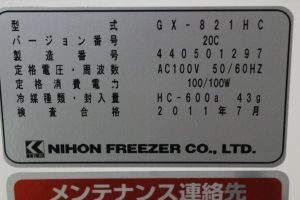 型式 GX-821HC
バージョン番号 20C
製造番号 440501297
定格電圧・周波数 AC100V 50/60HZ
定格消費電力 100/100W
冷媒種類・封入量 HC-600a 43g
検査合格 2011年7月
NIHON FREEZER CO., LTD.
メンテナンス連絡先